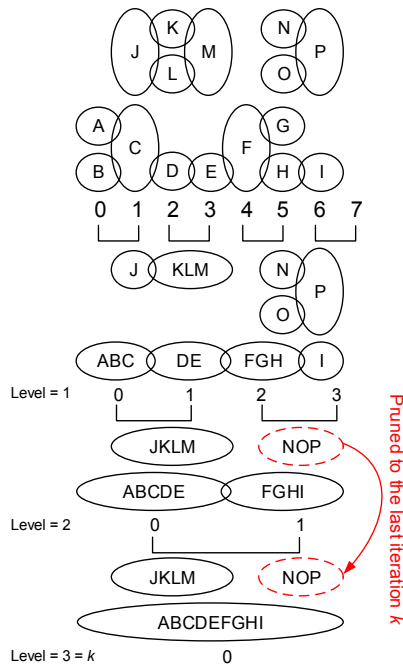 K
J
M
L
N
P
O
A
C
B
D
E
F
G
H
I
0 1 2 3 4 5 6 7
J
KLM
N
P
O
ABC
DE
FGH
I
Level = 1
0 1 2 3
JKLM
NOP
ABCDE
FGHI
Level = 2
0 1
JKLM
NOP
ABCDEFGHI
Level = 3 = k
0
Pruned to the last iteration k